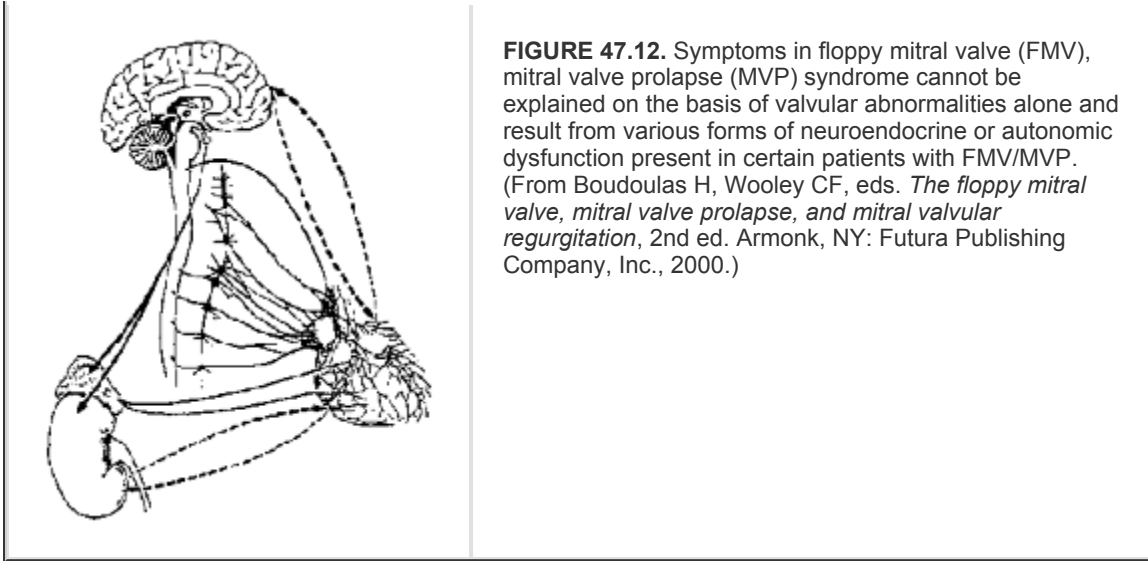 FIGURE 47.12. Symptoms in floppy mitral valve (FMV),
mitral valve prolapse (MVP) syndrome cannot be
explained on the basis of valvular abnormalities alone and
result from various forms of neuroendocrine or autonomic
dysfunction present in certain patients with FMV/MVP.
(From Boudoulas H, Wooley CF, eds. The floppy mitral
valve, mitral valve prolapse, and mitral valvular
regurgitation, 2nd ed. Armonk, NY: Futura Publishing
Company, Inc., 2000.)